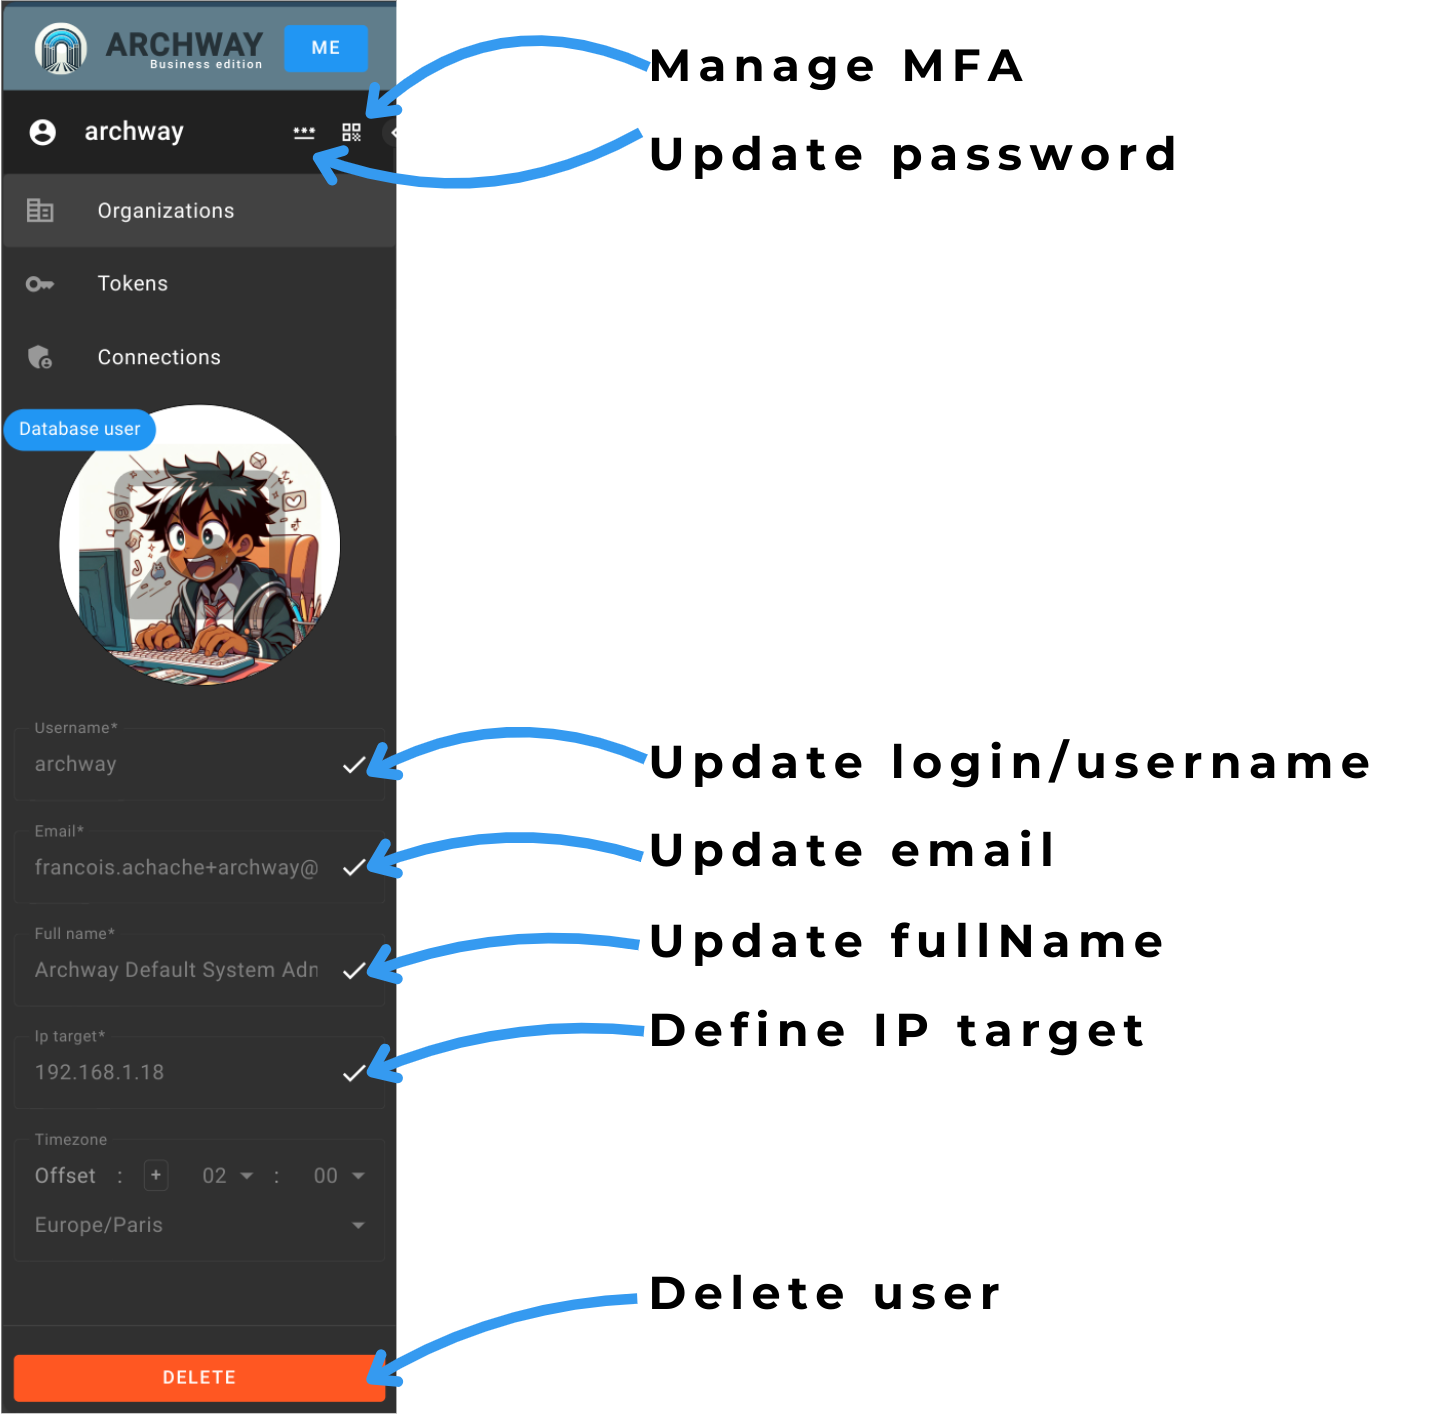 ARCHWAY
Business edition
ME
Manage MFA
archway
***
Update password
Organizations
Tokens
Connections
Database user
Username*
archway
Update login/username
Email*
francois.achache+archway@
Update email
Full name*
Archway Default System Adn
Update fullName
Ip target*
192.168.1.18
Define IP target
Timezone
Offset : + 02 : 00
Europe/Paris
Delete user
DELETE